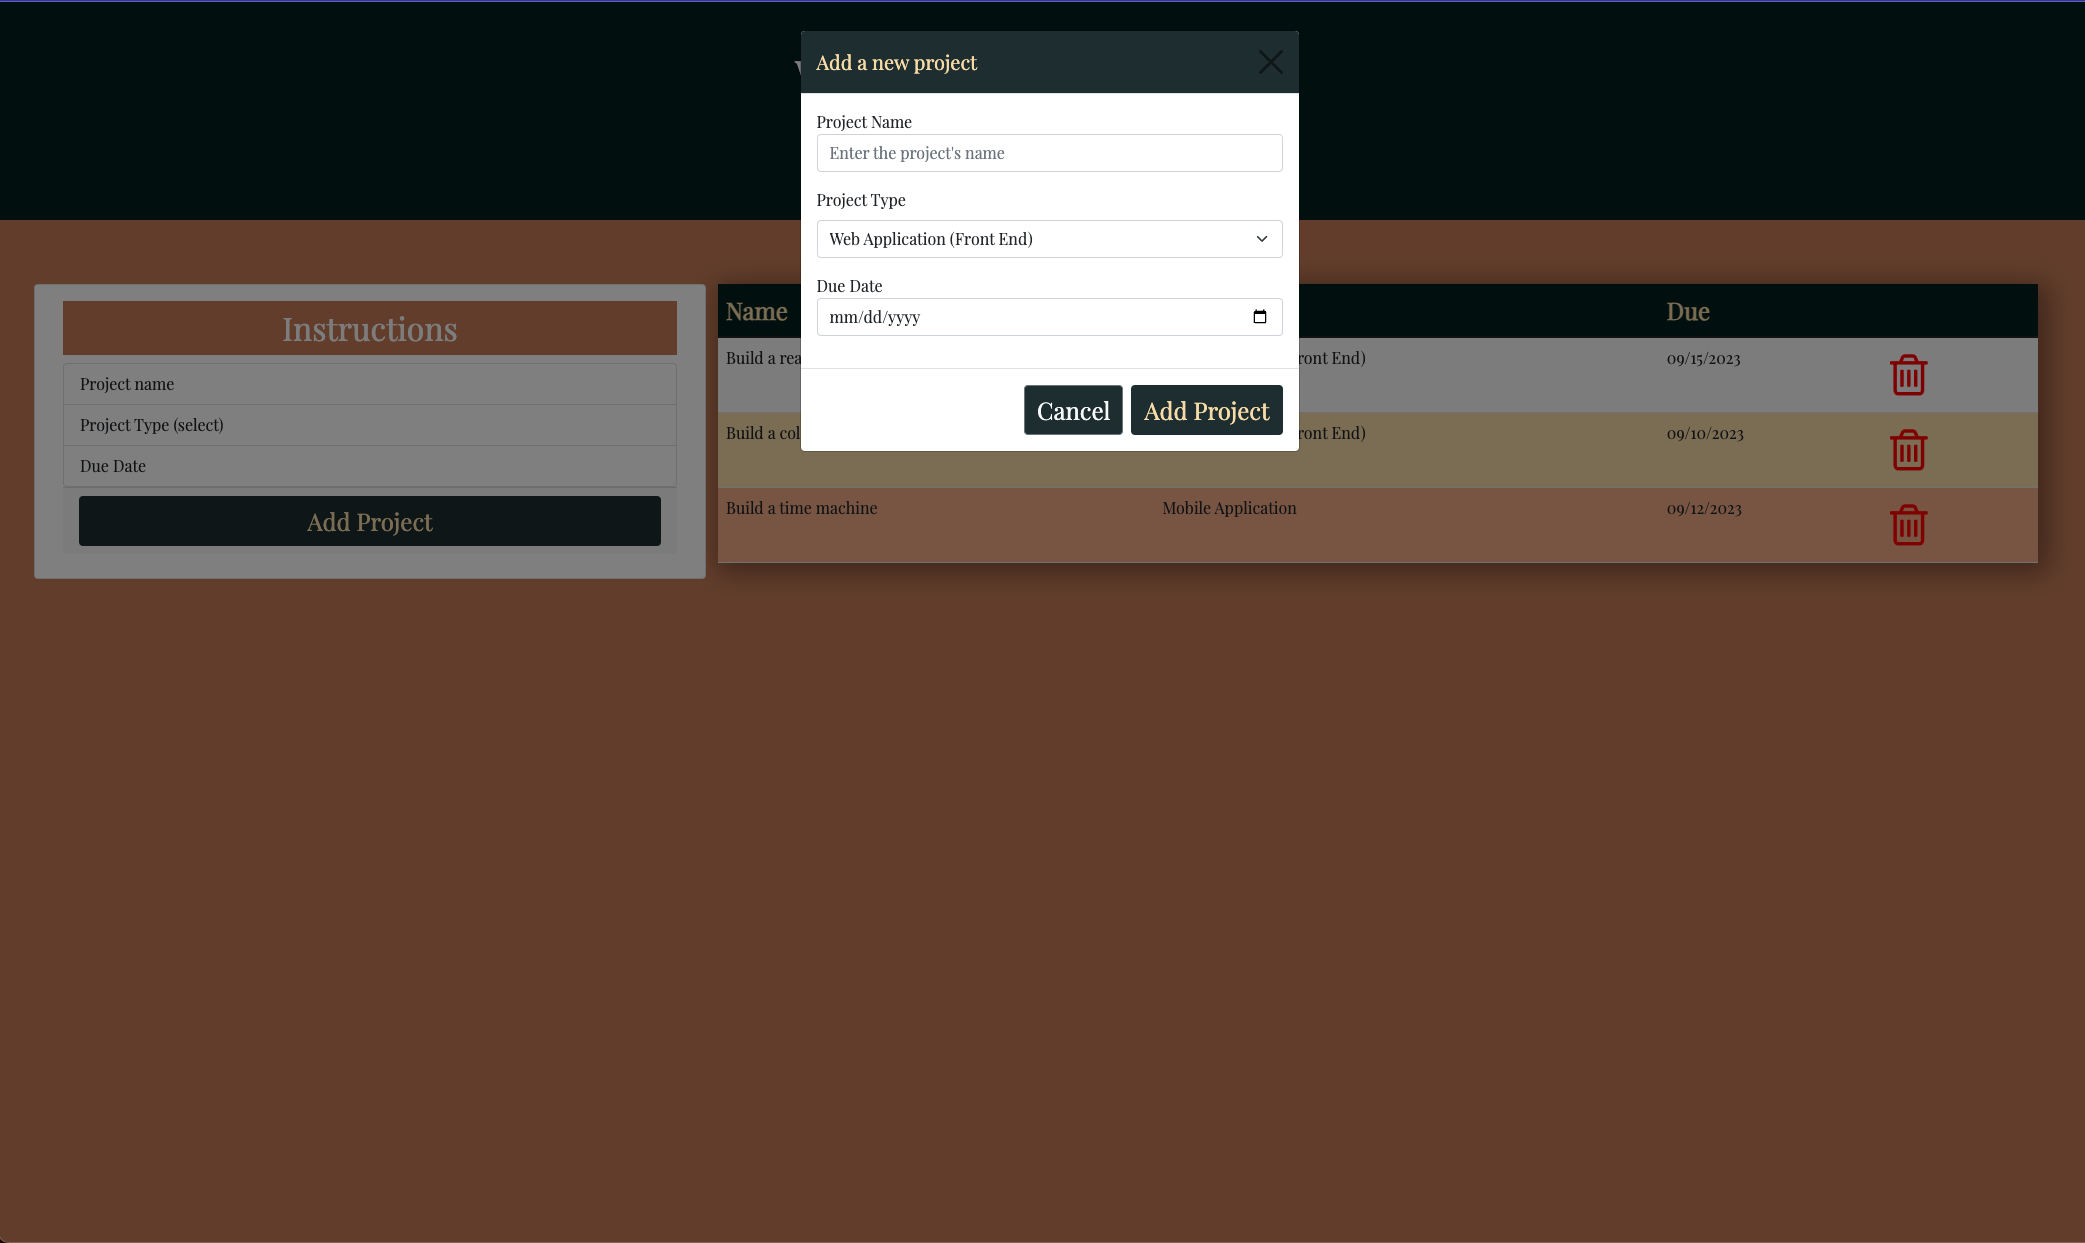 Add a new project
Project Name
Enter the project's name
Project Type
Web Application (Front End)
Due Date
mm/dd/yyyy
Cancel
Add Project
Instructions
Project name
Project Type (select)
Due Date
Add Project
Name Due
Build a ront End) 09/15/2023
Build a ront End) 09/10/2023
Build a time machine Mobile Application 09/12/2023